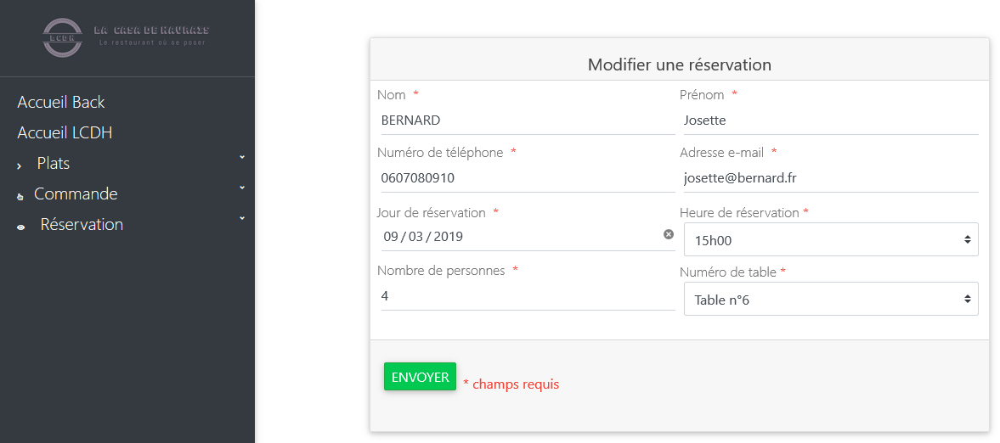 LCDH
LA CASA DE HAVRAIS
Le restaurant où se poser
Accueil Back
Accueil LCDH
Plats
Commande
Réservation
Modifier une réservation
Nom *
Prénom *
BERNARD
Josette
Numéro de téléphone *
Adresse e-mail *
0607080910
josette@bernard.fr
Jour de réservation *
Heure de réservation *
09 / 03 / 2019
15h00
Nombre de personnes *
Numéro de table *
4
Table n°6
ENVOYER
* champs requis